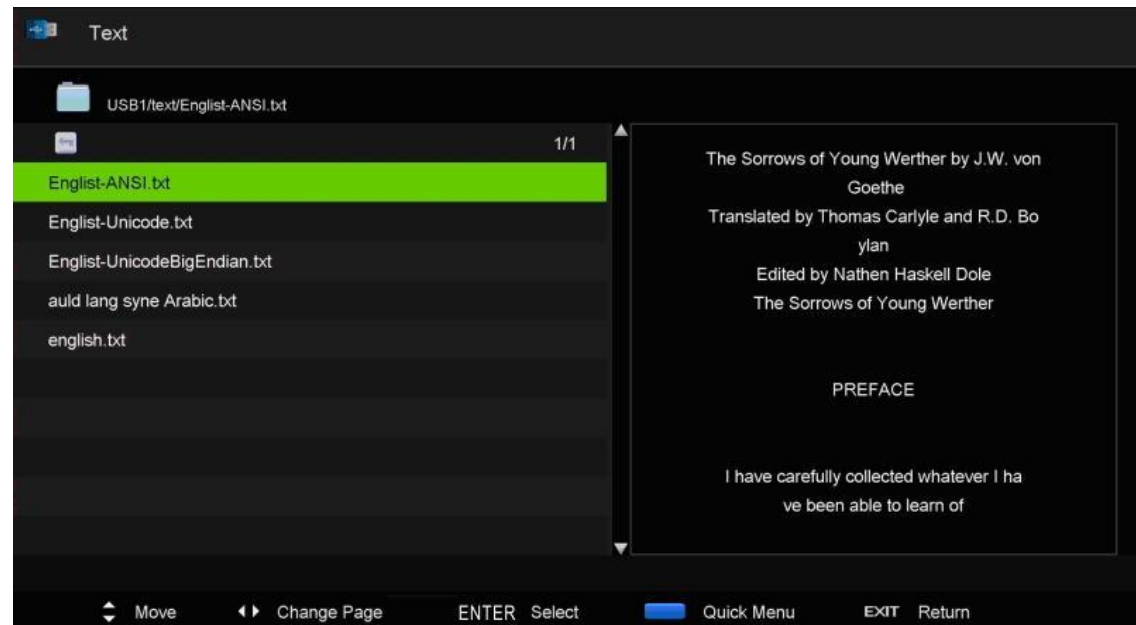 Text
USB1/text/Englist-ANSI.txt
1/1
Englist-ANSI.txt
Englist-Unicode.txt
Englist-UnicodeBigEndian.txt
auld lang syne Arabic.txt
english.txt
The Sorrows of Young Werther by J.W. von
Goethe
Translated by Thomas Carlyle and R.D. Bo
ylan
Edited by Nathen Haskell Dole
The Sorrows of Young Werther
PREFACE
I have carefully collected whatever I ha
ve been able to learn of
Move Change Page ENTER Select Quick Menu EXIT Return